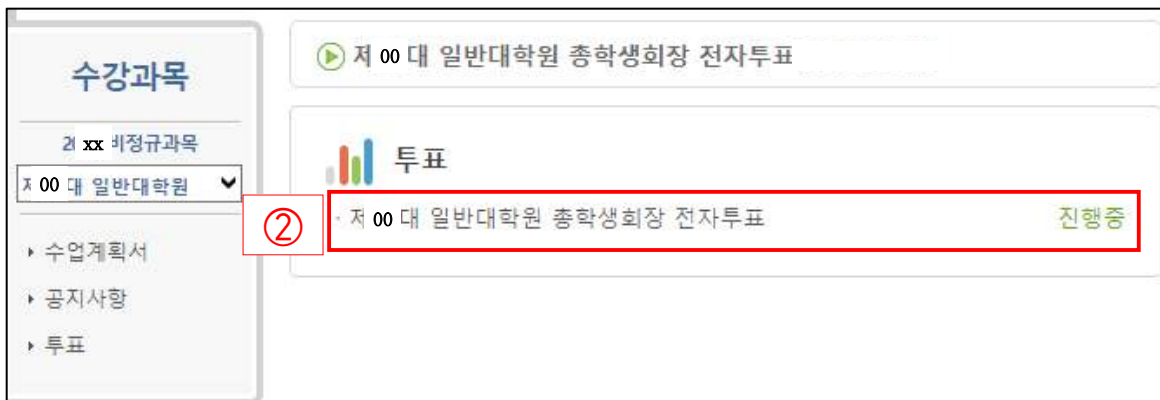 수강과목
20 xx 비정규과목
제 00 대 일반대학원
수업계획서
공지사항
투표
제 00 대 일반대학원 총학생회장 전자투표
투표
②
· 제 00 대 일반대학원 총학생회장 전자투표 진행중